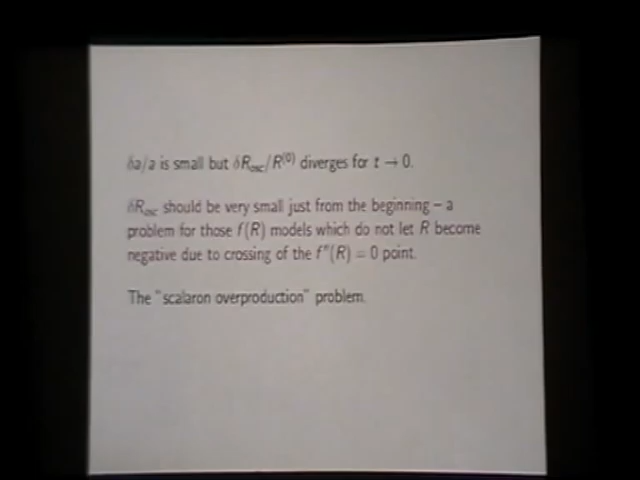 δa/a is small but δR_osc/R^(0) diverges for t → 0.
δR_osc should be very small just from the beginning – a
problem for those f(R) models which do not let R become
negative due to crossing of the f″(R) = 0 point.
The "scalaron overproduction" problem.